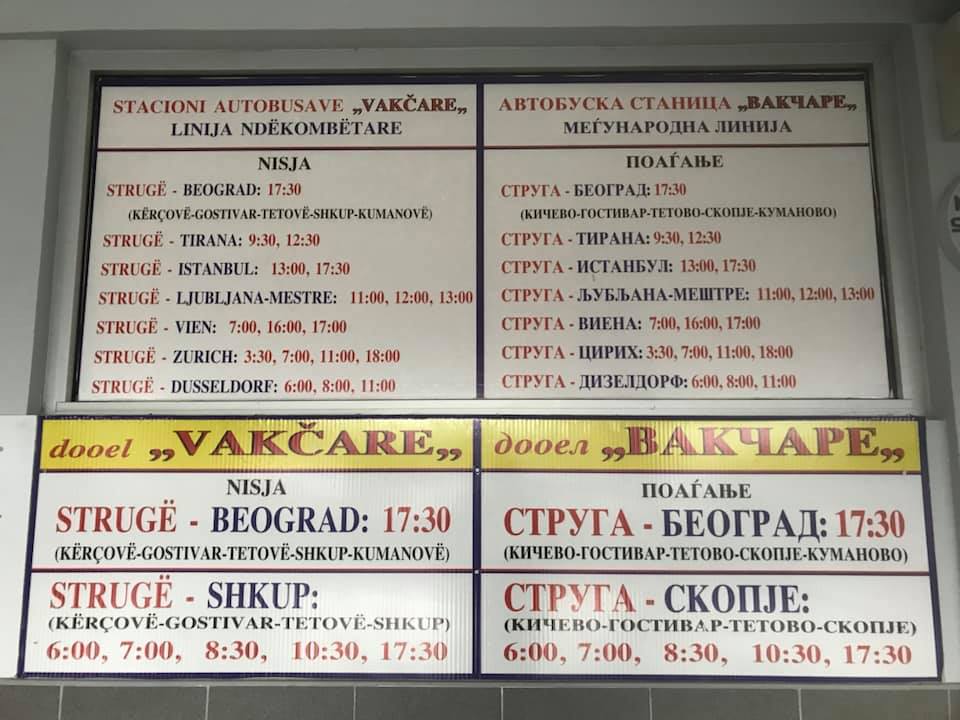 STACIONI AUTOBUSAVE „VAKČARE„
LINIJA NDËKOMBËTARE
NISJA
STRUGË - BEOGRAD: 17:30
(KËRÇOVË-GOSTIVAR-TETOVË-SHKUP-KUMANOVË)
STRUGË - TIRANA: 9:30, 12:30
STRUGË - ISTANBUL: 13:00, 17:30
STRUGË - LJUBLJANA-MESTRE: 11:00, 12:00, 13:00
STRUGË - VIEN: 7:00, 16:00, 17:00
STRUGË - ZURICH: 3:30, 7:00, 11:00, 18:00
STRUGË - DUSSELDORF: 6:00, 8:00, 11:00
АВТОБУСКА СТАНИЦА „ВАКЧАРЕ„
МЕЃУНАРОДНА ЛИНИЈА
ПОАЃАЊЕ
СТРУГА - БЕОГРАД: 17:30
(КИЧЕВО-ГОСТИВАР-ТЕТОВО-СКОПЈЕ-КУМАНОВО)
СТРУГА - ТИРАНА: 9:30, 12:30
СТРУГА - ИСТАНБУЛ: 13:00, 17:30
СТРУГА - ЉУБЉАНА-МЕШТРЕ: 11:00, 12:00, 13:00
СТРУГА - ВИЕНА: 7:00, 16:00, 17:00
СТРУГА - ЦИРИХ: 3:30, 7:00, 11:00, 18:00
СТРУГА - ДИЗЕЛДОРФ: 6:00, 8:00, 11:00
dooel „VAKČARE„
NISJA
STRUGË - BEOGRAD: 17:30
(KËRÇOVË-GOSTIVAR-TETOVË-SHKUP-KUMANOVË)
STRUGË - SHKUP:
(KËRÇOVË-GOSTIVAR-TETOVË-SHKUP)
6:00, 7:00, 8:30, 10:30, 17:30
дооел „ВАКЧАРЕ„
ПОАЃАЊЕ
СТРУГА - БЕОГРАД: 17:30
(КИЧЕВО-ГОСТИВАР-ТЕТОВО-СКОПЈЕ-КУМАНОВО)
СТРУГА - СКОПЈЕ:
(КИЧЕВО-ГОСТИВАР-ТЕТОВО-СКОПЈЕ)
6:00, 7:00, 8:30, 10:30, 17:30